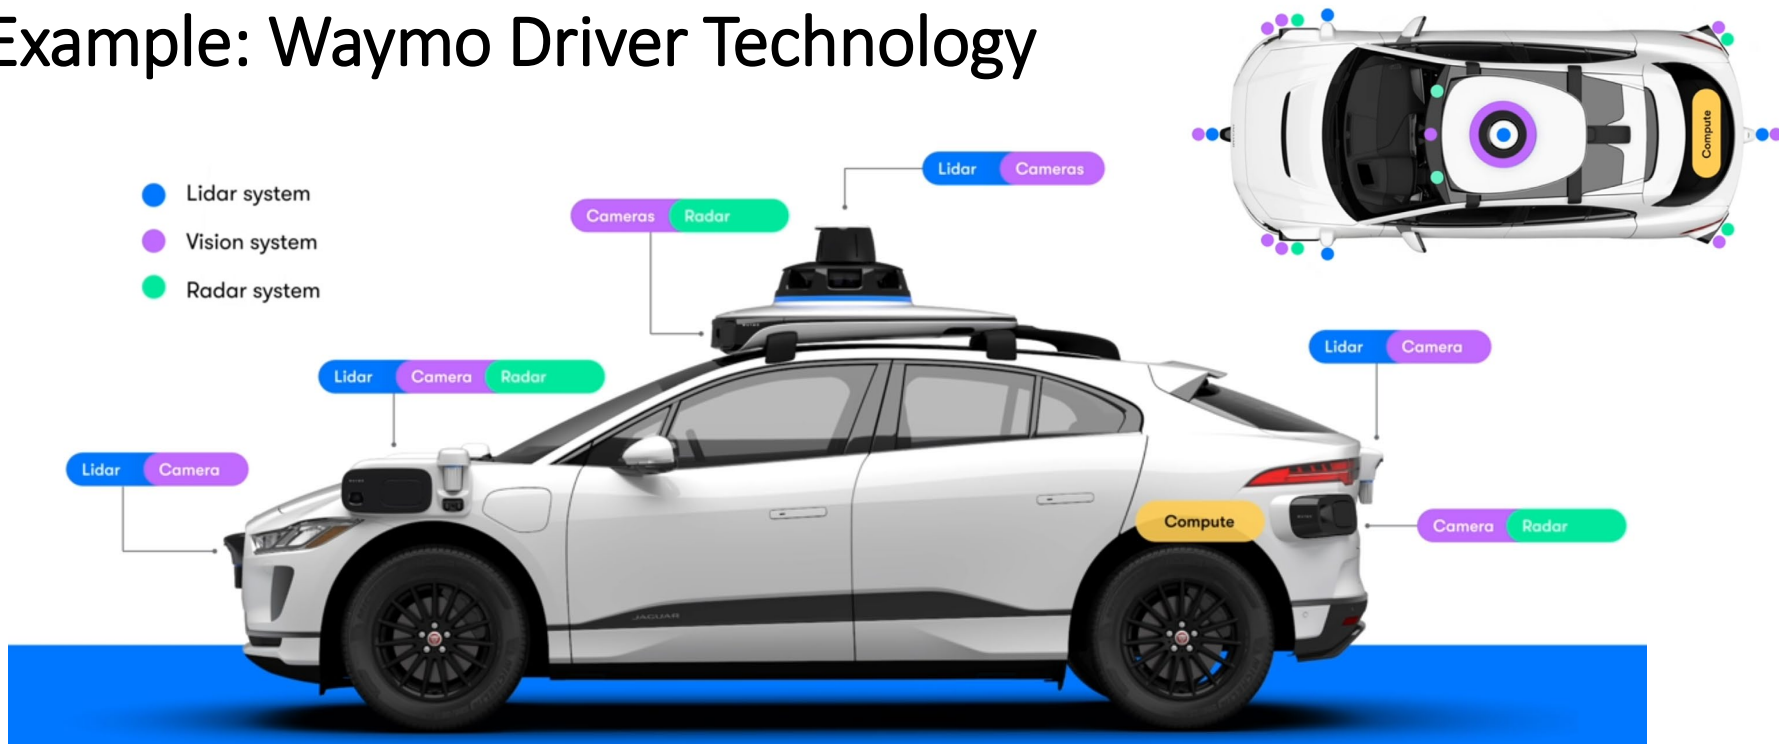 Example: Waymo Driver Technology
Lidar system
Vision system
Radar system
Lidar Cameras
Cameras Radar
Lidar Camera Radar
Lidar Camera
Lidar Camera
Camera Radar
Compute
Compute
JAGUAR